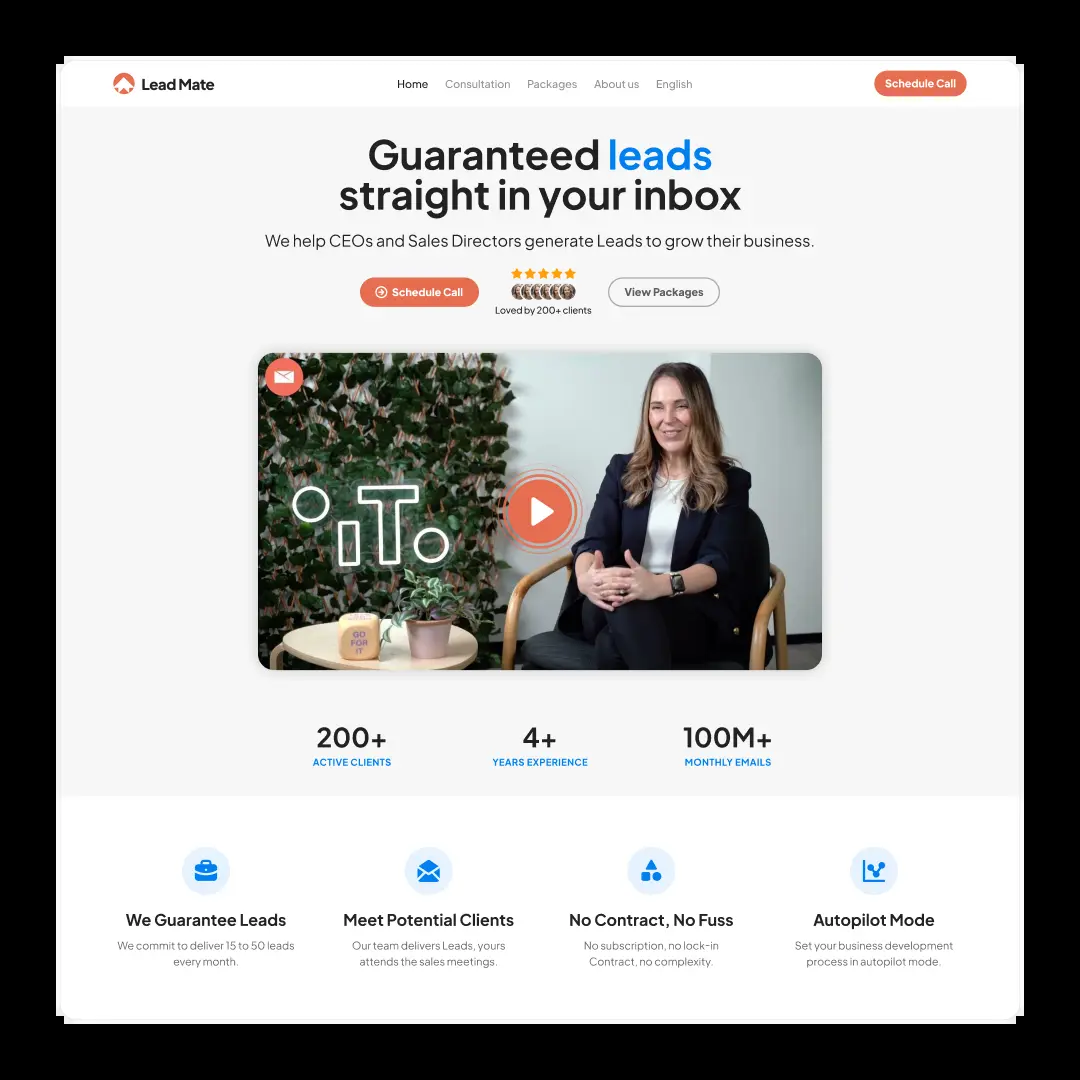 Lead Mate
Home
Consultation
Packages
About us
English
Schedule Call
Guaranteed leads
straight in your inbox
We help CEOs and Sales Directors generate Leads to grow their business.
Schedule Call
Loved by 200+ clients
View Packages
iTo
GO
FOR
IT
200+
ACTIVE CLIENTS
4+
YEARS EXPERIENCE
100M+
MONTHLY EMAILS
We Guarantee Leads
We commit to deliver 15 to 50 leads
every month.
Meet Potential Clients
Our team delivers Leads, yours
attends the sales meetings.
No Contract, No Fuss
No subscription, no lock-in
Contract, no complexity.
Autopilot Mode
Set your business development
process in autopilot mode.